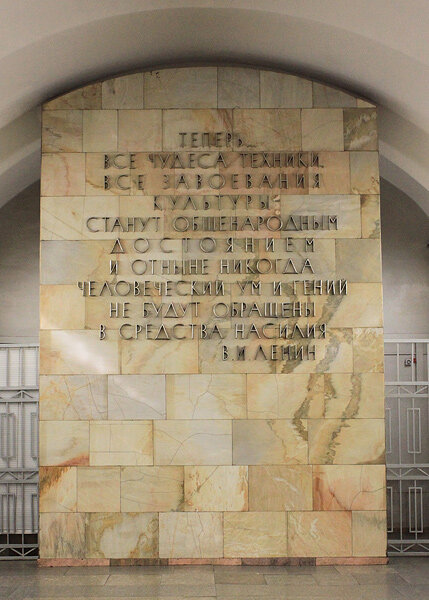 ТЕПЕРЬ...
ВСЕ ЧУДЕСА ТЕХНИКИ,
ВСЕ ЗАВОЕВАНИЯ
КУЛЬТУРЫ
СТАНУТ ОБЩЕНАРОДНЫМ
ДОСТОЯНИЕМ
И ОТНЫНЕ НИКОГДА
ЧЕЛОВЕЧЕСКИЙ УМ И ГЕНИЙ
НЕ БУДУТ ОБРАЩЕНЫ
В СРЕДСТВА НАСИЛИЯ
В И ЛЕНИН